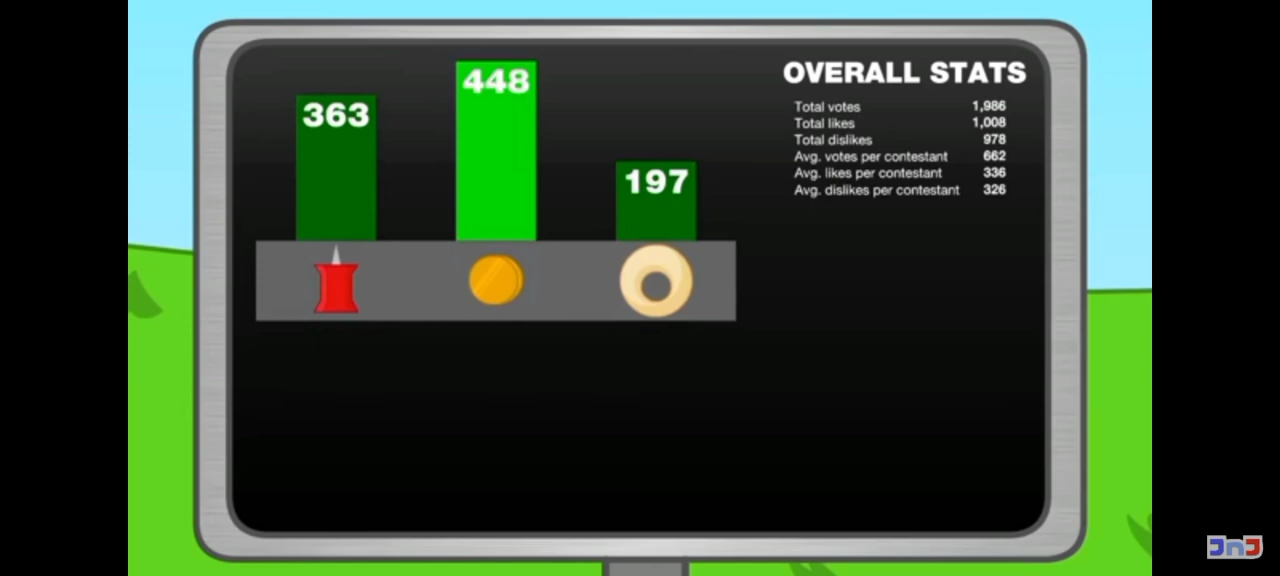 363
448
197
OVERALL STATS
Total votes 1,986
Total likes 1,008
Total dislikes 978
Avg. votes per contestant 662
Avg. likes per contestant 336
Avg. dislikes per contestant 326
JnJ